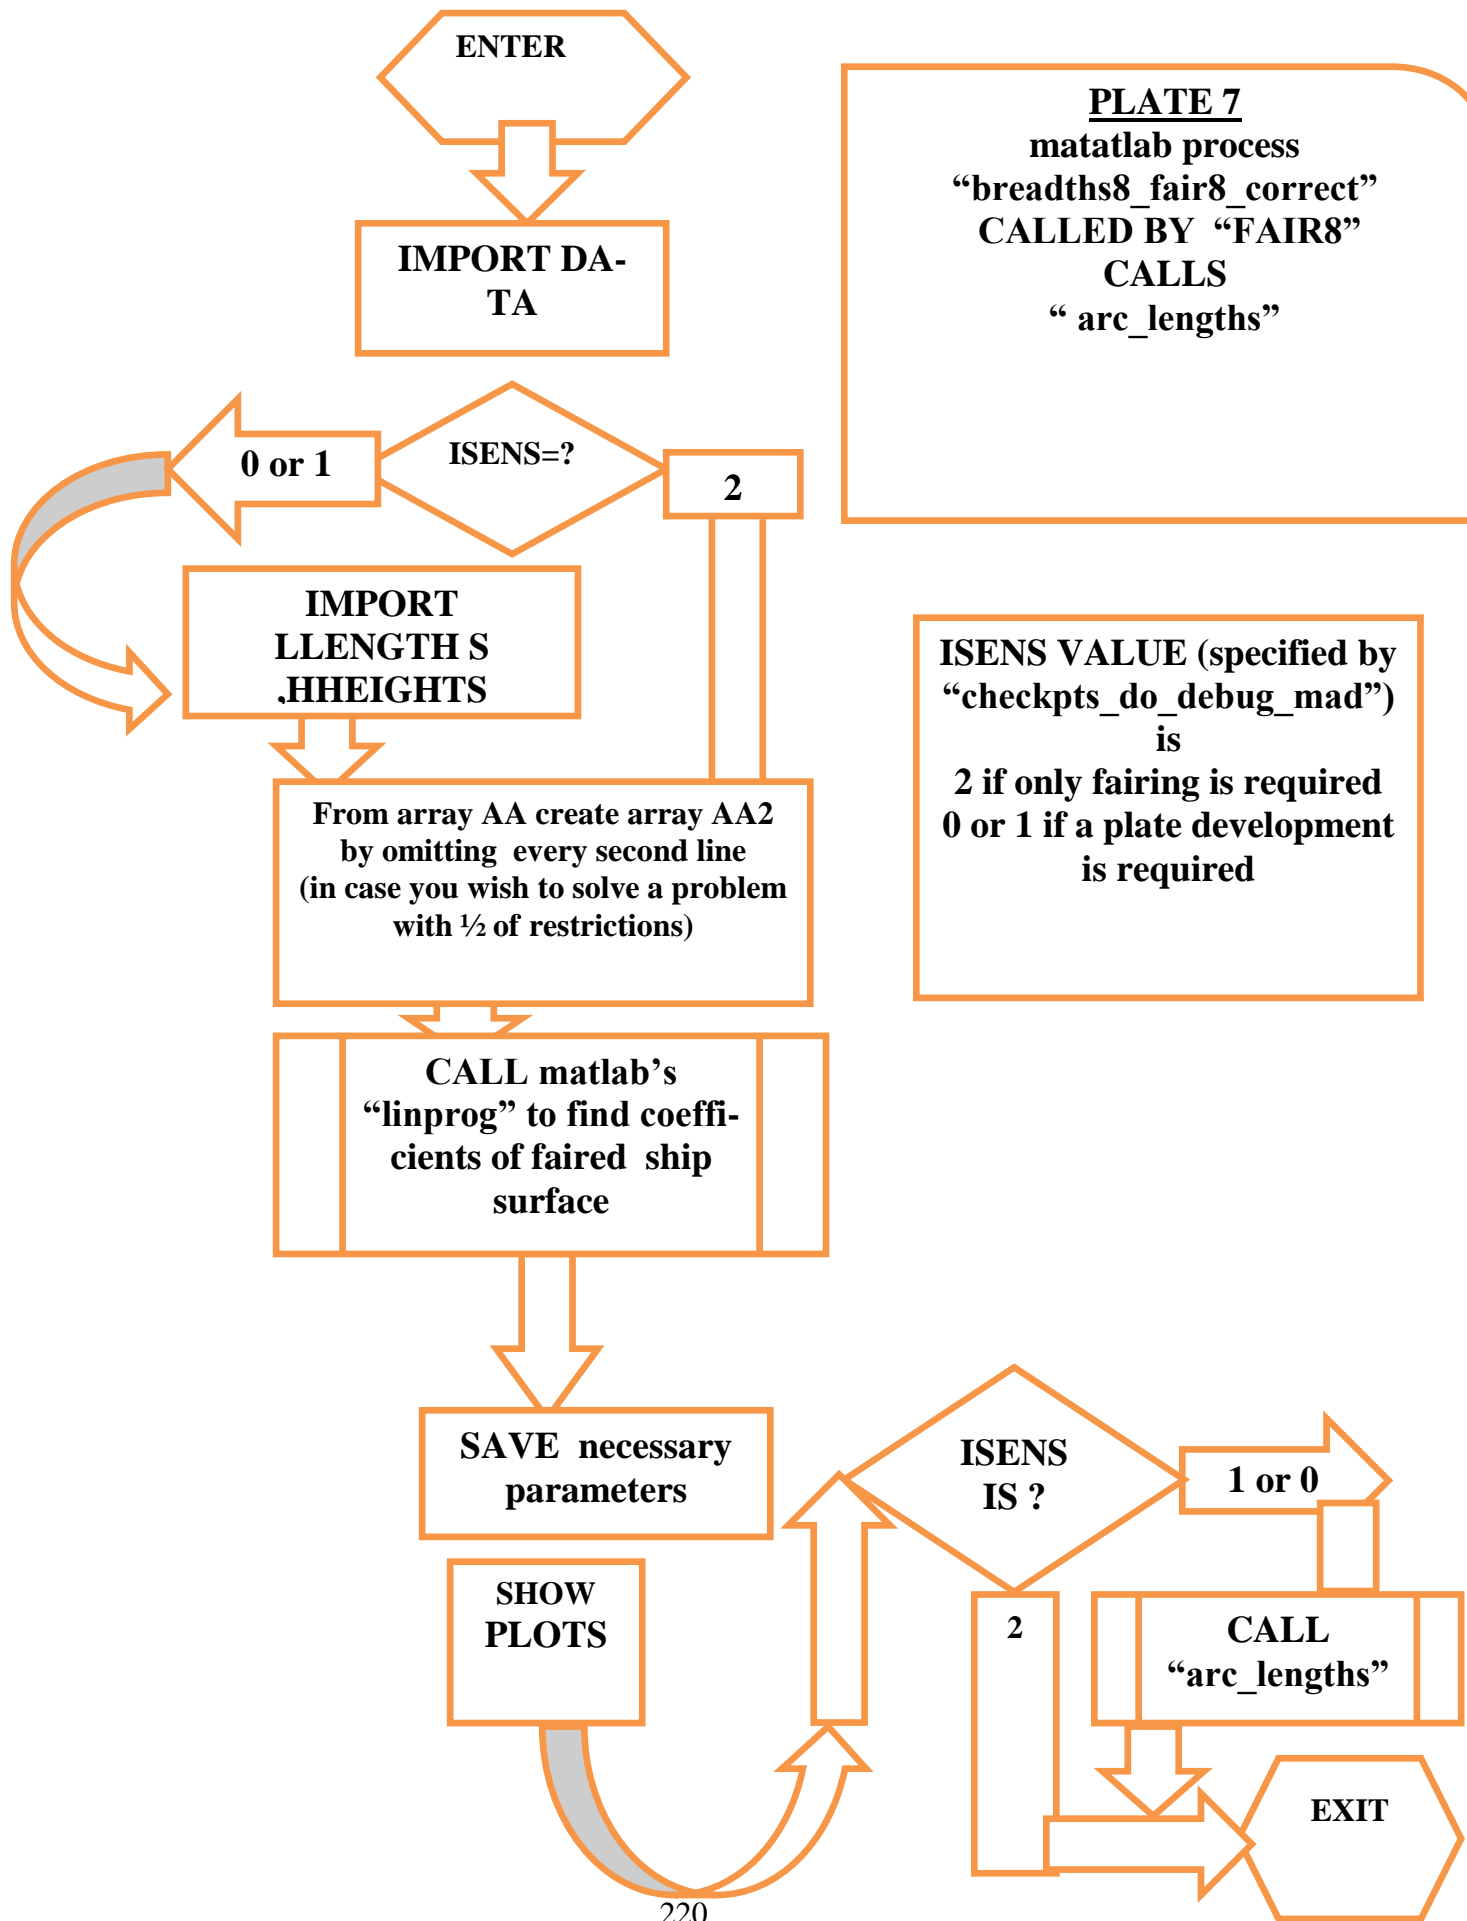 ENTER
PLATE 7
matatlab process
“breadths8_fair8_correct”
CALLED BY “FAIR8”
CALLS
“ arc_lengths”
IMPORT DA-
TA
ISENS=?
0 or 1
2
IMPORT
LLENGTH S
,HHEIGHTS
ISENS VALUE (specified by
“checkpts_do_debug_mad”)
is
2 if only fairing is required
0 or 1 if a plate development
is required
From array AA create array AA2
by omitting every second line
(in case you wish to solve a problem
with ½ of restrictions)
CALL matlab’s
“linprog” to find coeffi-
cients of faired ship
surface
SAVE necessary
parameters
ISENS
IS ?
1 or 0
SHOW
PLOTS
2
CALL
“arc_lengths”
EXIT
220